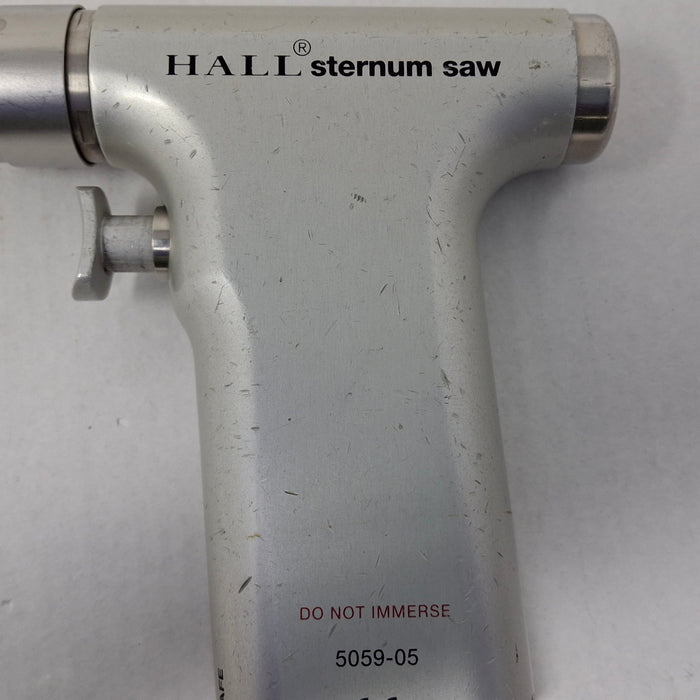 HALL® sternum saw
DO NOT IMMERSE
5059-05